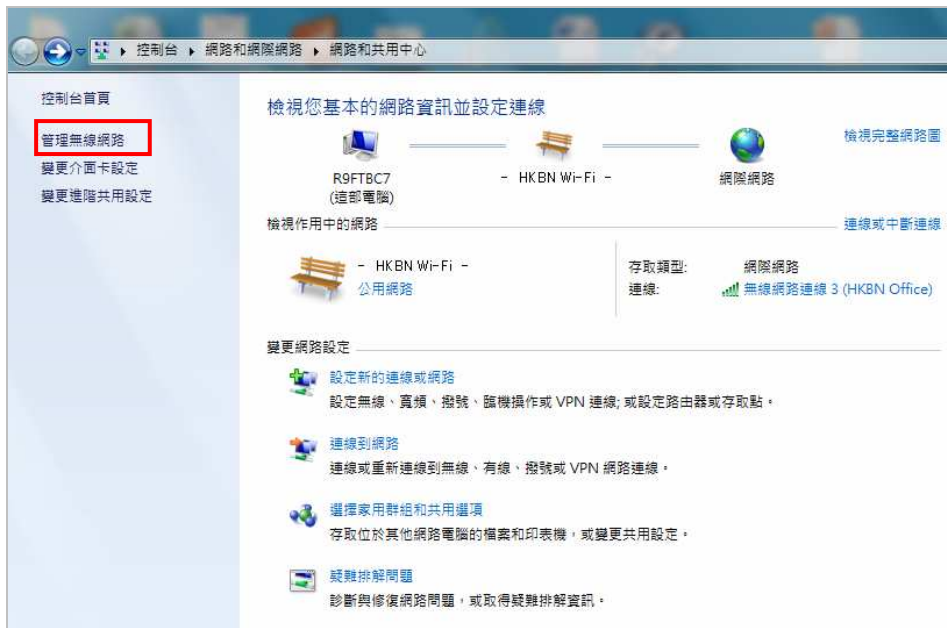 控制台 ▸ 網路和網際網路 ▸ 網路和共用中心
控制台首頁
管理無線網路
變更介面卡設定
變更進階共用設定
檢視您基本的網路資訊並設定連線
檢視完整網路圖
R9FTBC7
(這部電腦)
- HKBN Wi-Fi -
網際網路
檢視作用中的網路
連線或中斷連線
- HKBN Wi-Fi -
公用網路
存取類型: 網際網路
連線: 無線網路連線 3 (HKBN Office)
變更網路設定
設定新的連線或網路
設定無線、寬頻、撥號、臨機操作或 VPN 連線; 或設定路由器或存取點。
連線到網路
連線或重新連線到無線、有線、撥號或 VPN 網路連線。
選擇家用群組和共用選項
存取位於其他網路電腦的檔案和印表機，或變更共用設定。
疑難排解問題
診斷與修復網路問題，或取得疑難排解資訊。